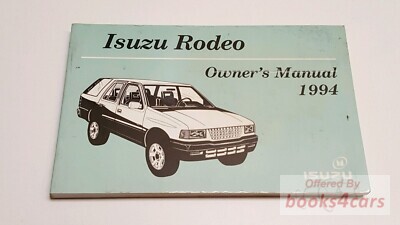 Isuzu Rodeo
Owner's Manual
1994
ISUZU
Offered By
books4cars